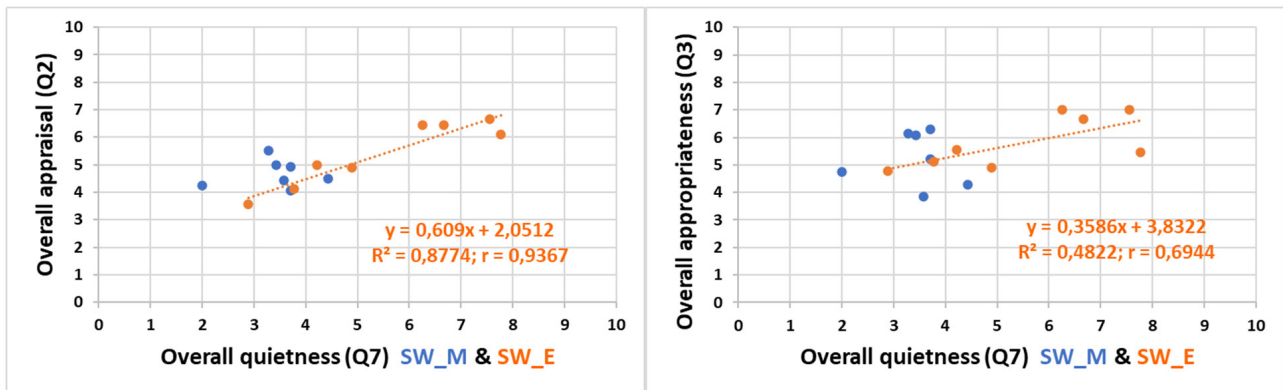 Overall appraisal (Q2)
10
9
8
7
6
5
4
3
2
1
0
y = 0,609x + 2,0512
R² = 0,8774; r = 0,9367
0 1 2 3 4 5 6 7 8 9 10
Overall quietness (Q7) SW_M & SW_E
Overall appropriateness (Q3)
10
9
8
7
6
5
4
3
2
1
0
y = 0,3586x + 3,8322
R² = 0,4822; r = 0,6944
0 1 2 3 4 5 6 7 8 9 10
Overall quietness (Q7) SW_M & SW_E